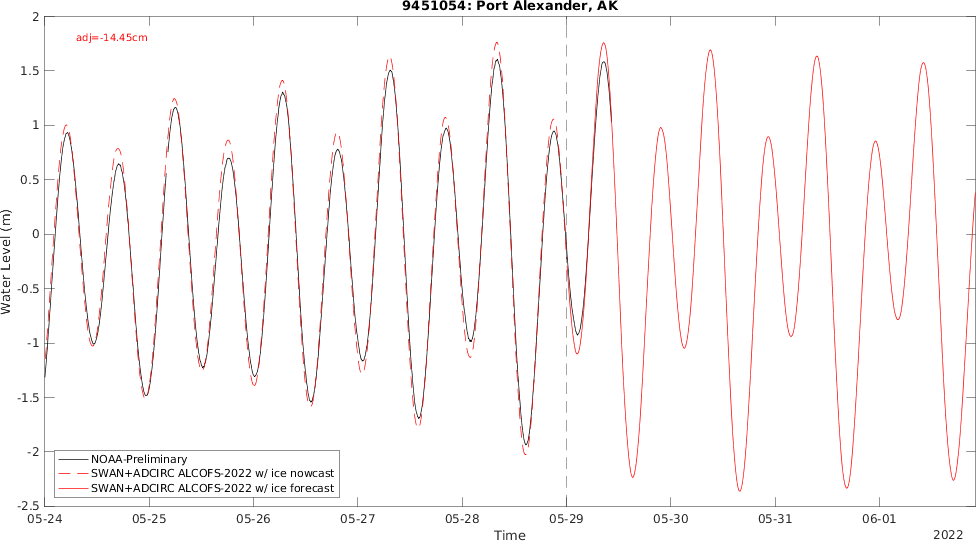 9451054: Port Alexander, AK
adj=-14.45cm
Water Level (m)
2
1.5
1
0.5
0
-0.5
-1
-1.5
-2
-2.5
NOAA-Preliminary
SWAN+ADCIRC ALCOFS-2022 w/ ice nowcast
SWAN+ADCIRC ALCOFS-2022 w/ ice forecast
05-24 05-25 05-26 05-27 05-28 05-29 05-30 05-31 06-01
Time
2022